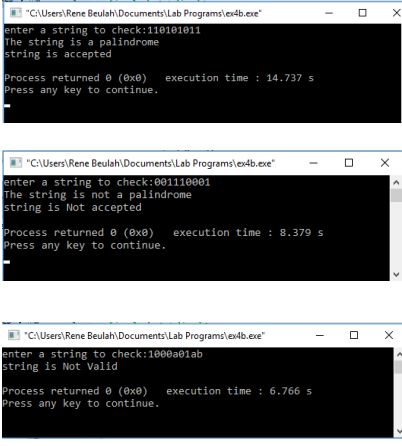 "C:\Users\Rene Beulah\Documents\Lab Programs\ex4b.exe"
enter a string to check:110101011
The string is a palindrome
string is accepted
Process returned 0 (0x0)   execution time : 14.737 s
Press any key to continue.
"C:\Users\Rene Beulah\Documents\Lab Programs\ex4b.exe"
enter a string to check:001110001
The string is not a palindrome
string is Not accepted
Process returned 0 (0x0)   execution time : 8.379 s
Press any key to continue.
"C:\Users\Rene Beulah\Documents\Lab Programs\ex4b.exe"
enter a string to check:1000a01ab
string is Not Valid
Process returned 0 (0x0)   execution time : 6.766 s
Press any key to continue.